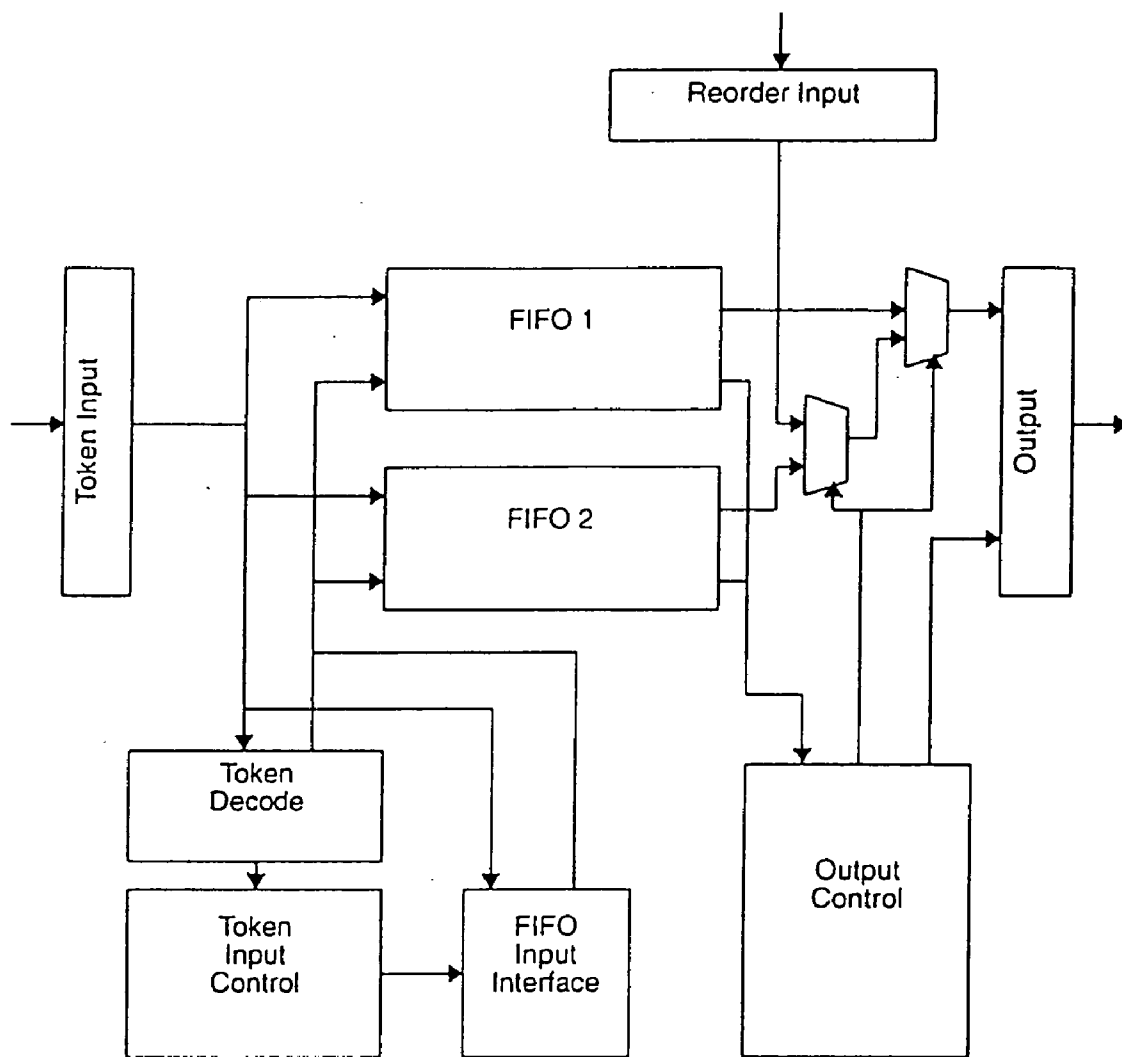 Reorder Input
Token Input
FIFO 1
FIFO 2
Output
Token
Decode
Token
Input
Control
FIFO
Input
Interface
Output
Control